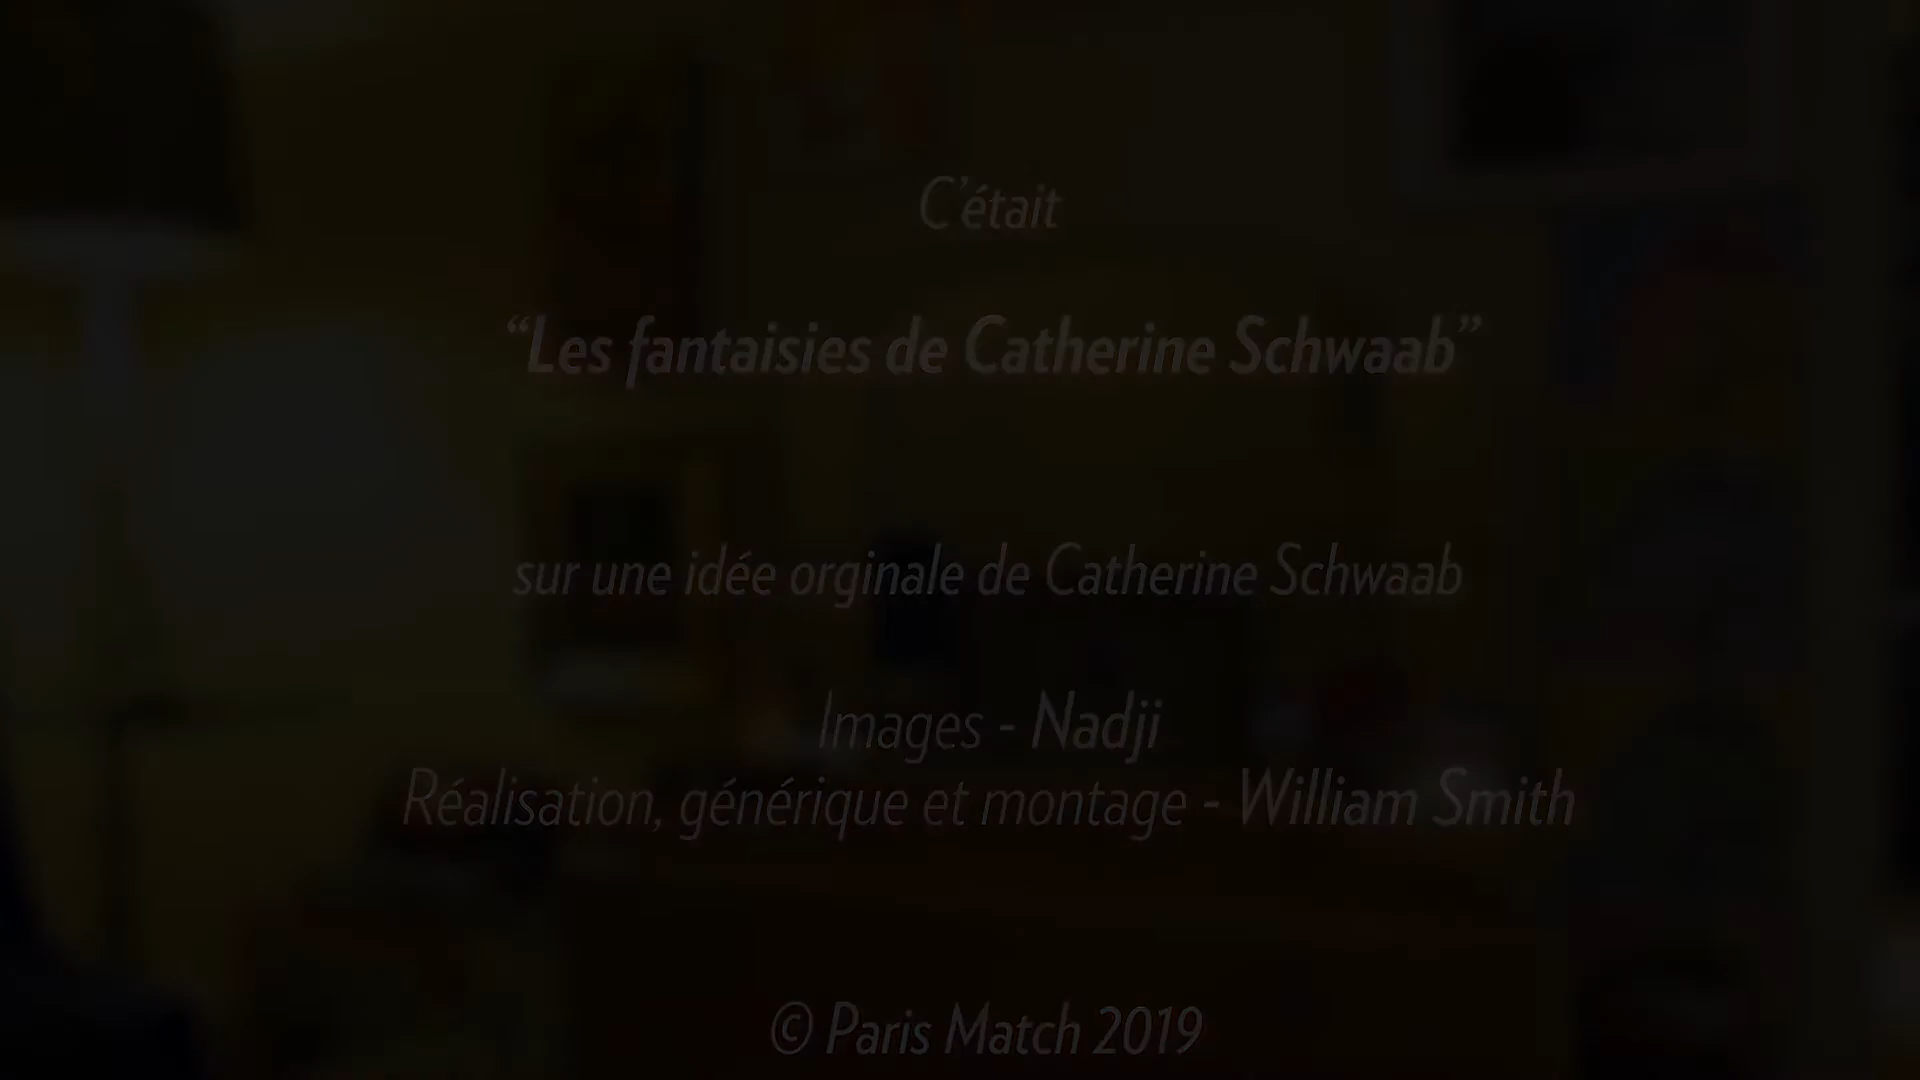 C’était
“Les fantaisies de Catherine Schwaab”
sur une idée orginale de Catherine Schwaab
Images - Nadji
Réalisation, générique et montage - William Smith
© Paris Match 2019